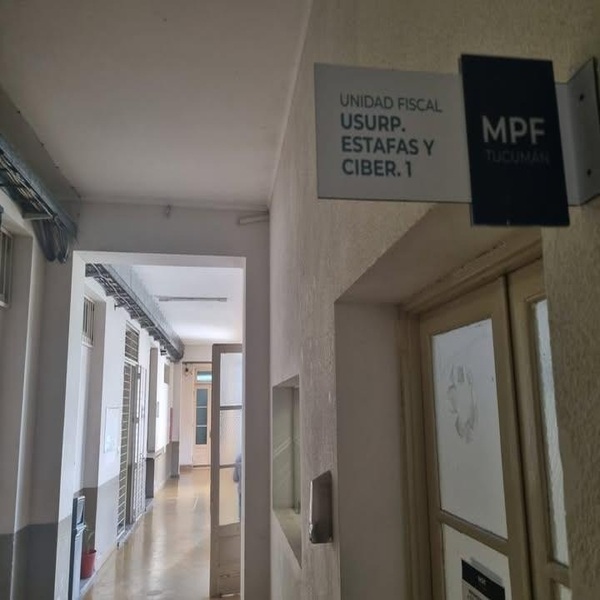 UNIDAD FISCAL
USURP.
ESTAFAS Y
CIBER. 1
MPF
TUCUMÁN